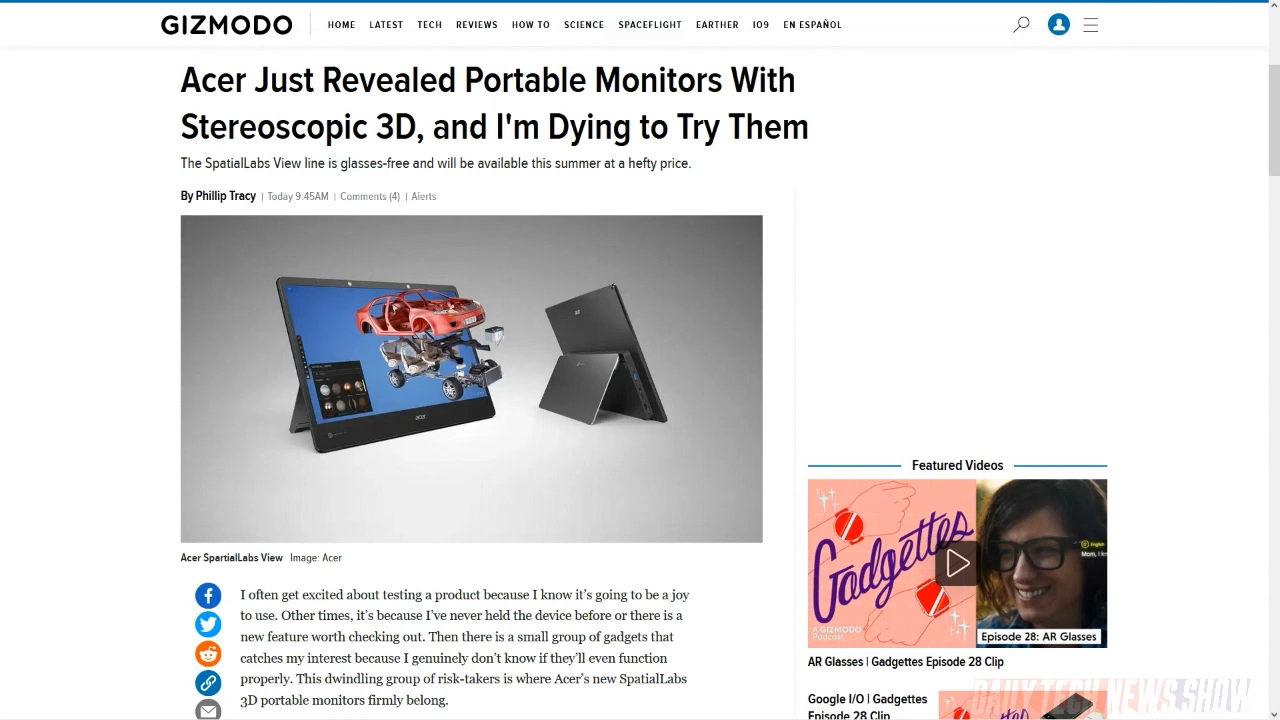 GIZMODO
HOME LATEST TECH REVIEWS HOW TO SCIENCE SPACEFLIGHT EARTHER IO9 EN ESPAÑOL
Acer Just Revealed Portable Monitors With
Stereoscopic 3D, and I'm Dying to Try Them
The SpatialLabs View line is glasses-free and will be available this summer at a hefty price.
By Phillip Tracy | Today 9:45AM | Comments (4) | Alerts
acer
acer
Acer SpartialLabs View Image: Acer
I often get excited about testing a product because I know it’s going to be a joy
to use. Other times, it’s because I’ve never held the device before or there is a
new feature worth checking out. Then there is a small group of gadgets that
catches my interest because I genuinely don’t know if they’ll even function
properly. This dwindling group of risk-takers is where Acer’s new SpatialLabs
3D portable monitors firmly belong.
Featured Videos
Gadgettes
A GIZMODO
Podcast
English
Mom, I kn
Episode 28: AR Glasses
AR Glasses | Gadgettes Episode 28 Clip
Google I/O | Gadgettes
Episode 28 Clip
DAILY TECH NEWS SHOW